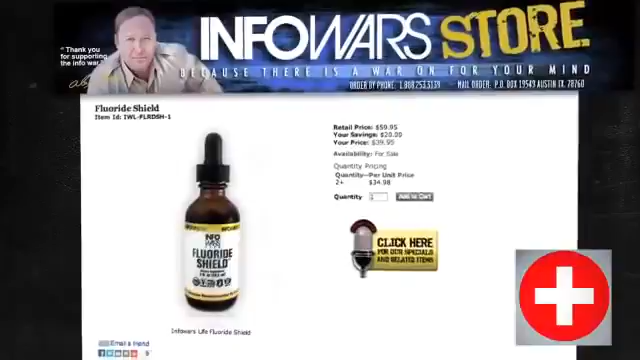 "Thank you
for supporting
the info war."
INFOWARS STORE
BECAUSE THERE IS A WAR ON FOR YOUR MIND
ORDER BY PHONE: 1.888.253.3139 MAIL ORDER: P.O. BOX 19549 AUSTIN TX. 78760
Fluoride Shield
Item Id: IWL-FLRDSH-1
Retail Price: $59.95
Your Savings: $20.00
Your Price: $39.95
Availability: For Sale
Quantity Pricing
Quantity—Per Unit Price
2+ $34.98
Quantity 1 Add to Cart
CLICK HERE
FOR OUR SPECIALS
AND RELATED ITEMS
INFO
WARS
FLUORIDE
SHIELD
Infowars Life Fluoride Shield
Email a friend